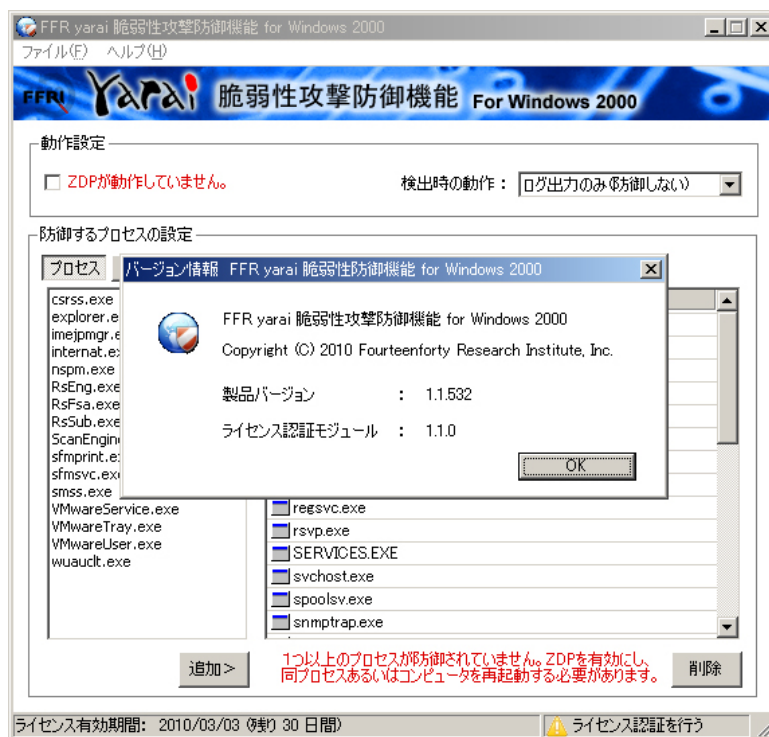 FFR yarai 脆弱性攻撃防御機能 for Windows 2000
ファイル(F) ヘルプ(H)
FFRI Yarai 脆弱性攻撃防御機能 For Windows 2000
動作設定
ZDPが動作していません。
検出時の動作： ログ出力のみ(防御しない)
防御するプロセスの設定
プロセス
csrss.exe
explorer.e
imejpmgr.e
internat.ex
nspm.exe
RsEng.exe
RsFsa.exe
RsSub.exe
ScanEngin
sfmprint.e
sfmsvc.ex
smss.exe
VMwareService.exe
VMwareTray.exe
VMwareUser.exe
wuauclt.exe
バージョン情報 FFR yarai 脆弱性防御機能 for Windows 2000
FFR yarai 脆弱性攻撃防御機能 for Windows 2000
Copyright (C) 2010 Fourteenforty Research Institute, Inc.
製品バージョン ： 1.1.532
ライセンス認証モジュール ： 1.1.0
OK
regsvc.exe
rsvp.exe
SERVICES.EXE
svchost.exe
spoolsv.exe
snmptrap.exe
追加＞
1つ以上のプロセスが防御されていません。ZDPを有効にし、
同プロセスあるいはコンピュータを再起動する必要があります。
削除
ライセンス有効期間： 2010/03/03 (残り 30 日間)
ライセンス認証を行う